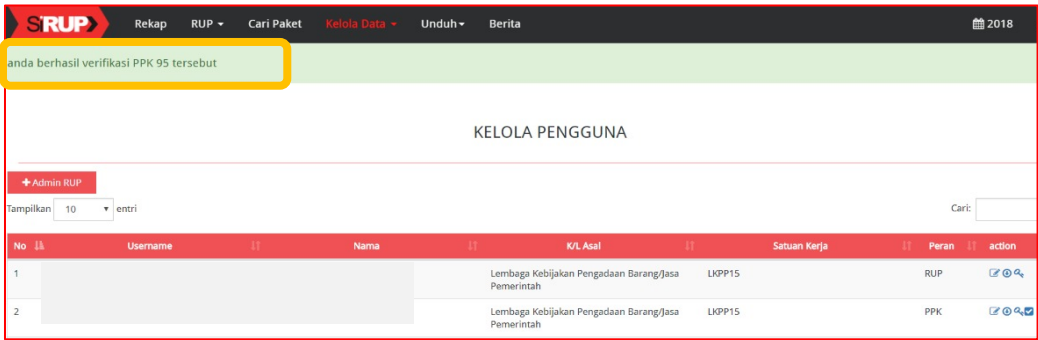 SiRUP Rekap RUP Cari Paket Kelola Data Unduh Berita 2018
anda berhasil verifikasi PPK 95 tersebut
KELOLA PENGGUNA
+Admin RUP
Tampilkan 10 entri Cari:
No Username Nama K/L Asal Satuan Kerja Peran action
1 Lembaga Kebijakan Pengadaan Barang/Jasa LKPP15 RUP
Pemerintah
2 Lembaga Kebijakan Pengadaan Barang/Jasa LKPP15 PPK
Pemerintah